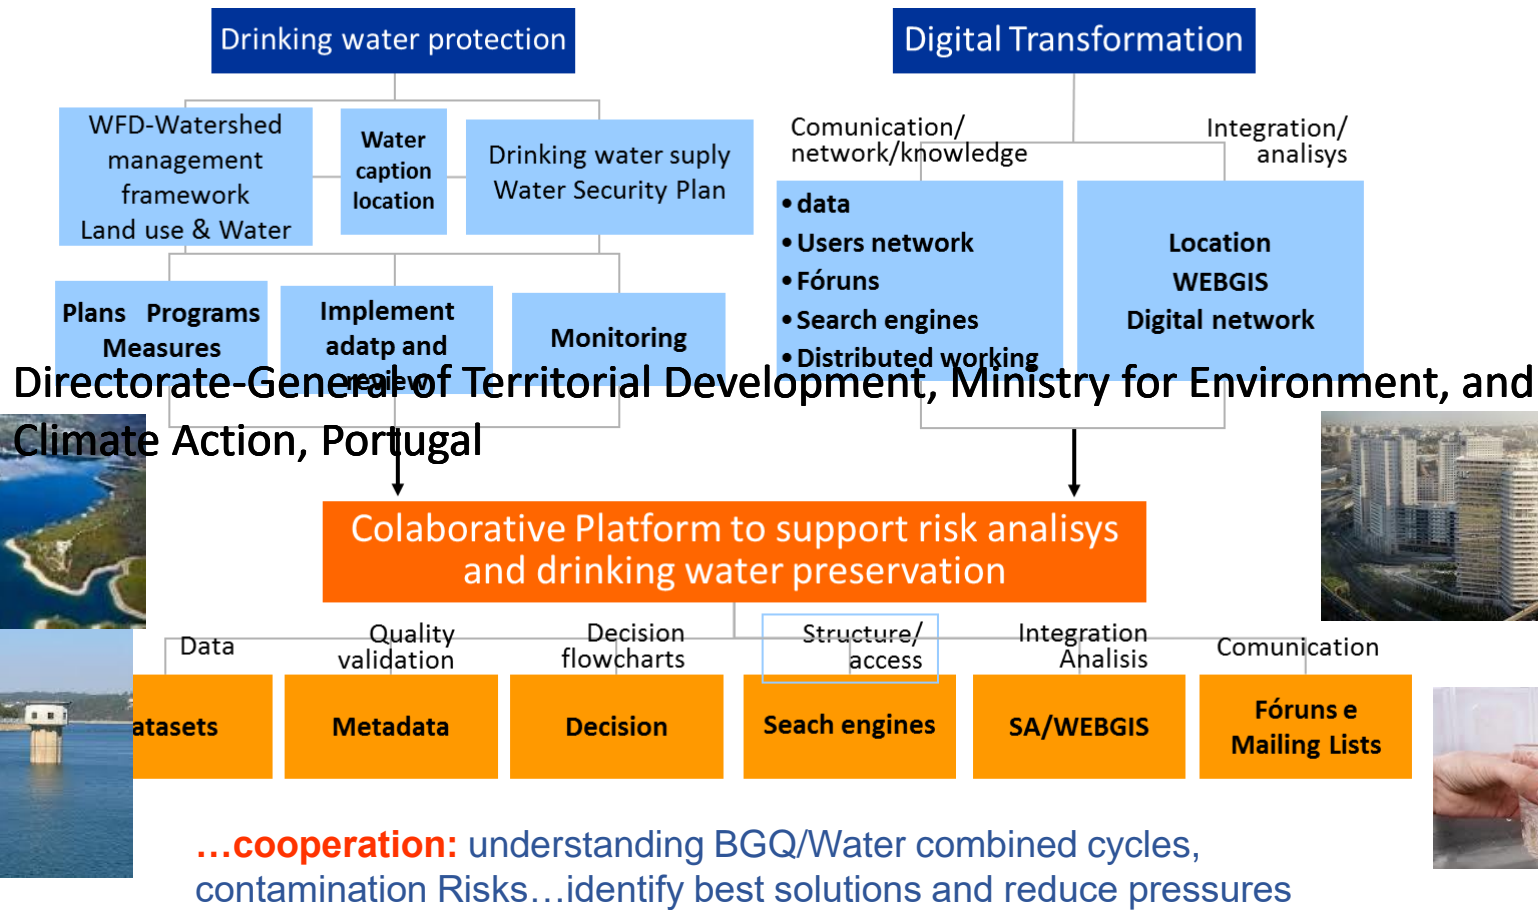 Drinking water protection
Digital Transformation
WFD-Watershed
management
framework
Land use & Water
Water
caption
location
Drinking water suply
Water Security Plan
Comunication/
network/knowledge
Integration/
analisys
• data
• Users network
• Fóruns
• Search engines
• Distributed working
Location
WEBGIS
Digital network
Plans Programs
Measures
Implement
adatp and
review
Monitoring
Directorate-General of Territorial Development, Ministry for Environment, and
Climate Action, Portugal
Colaborative Platform to support risk analisys
and drinking water preservation
Data
Quality
validation
Decision
flowcharts
Structure/
access
Integration
Analisis
Comunication
atasets
Metadata
Decision
Seach engines
SA/WEBGIS
Fóruns e
Mailing Lists
...cooperation: understanding BGQ/Water combined cycles,
contamination Risks...identify best solutions and reduce pressures